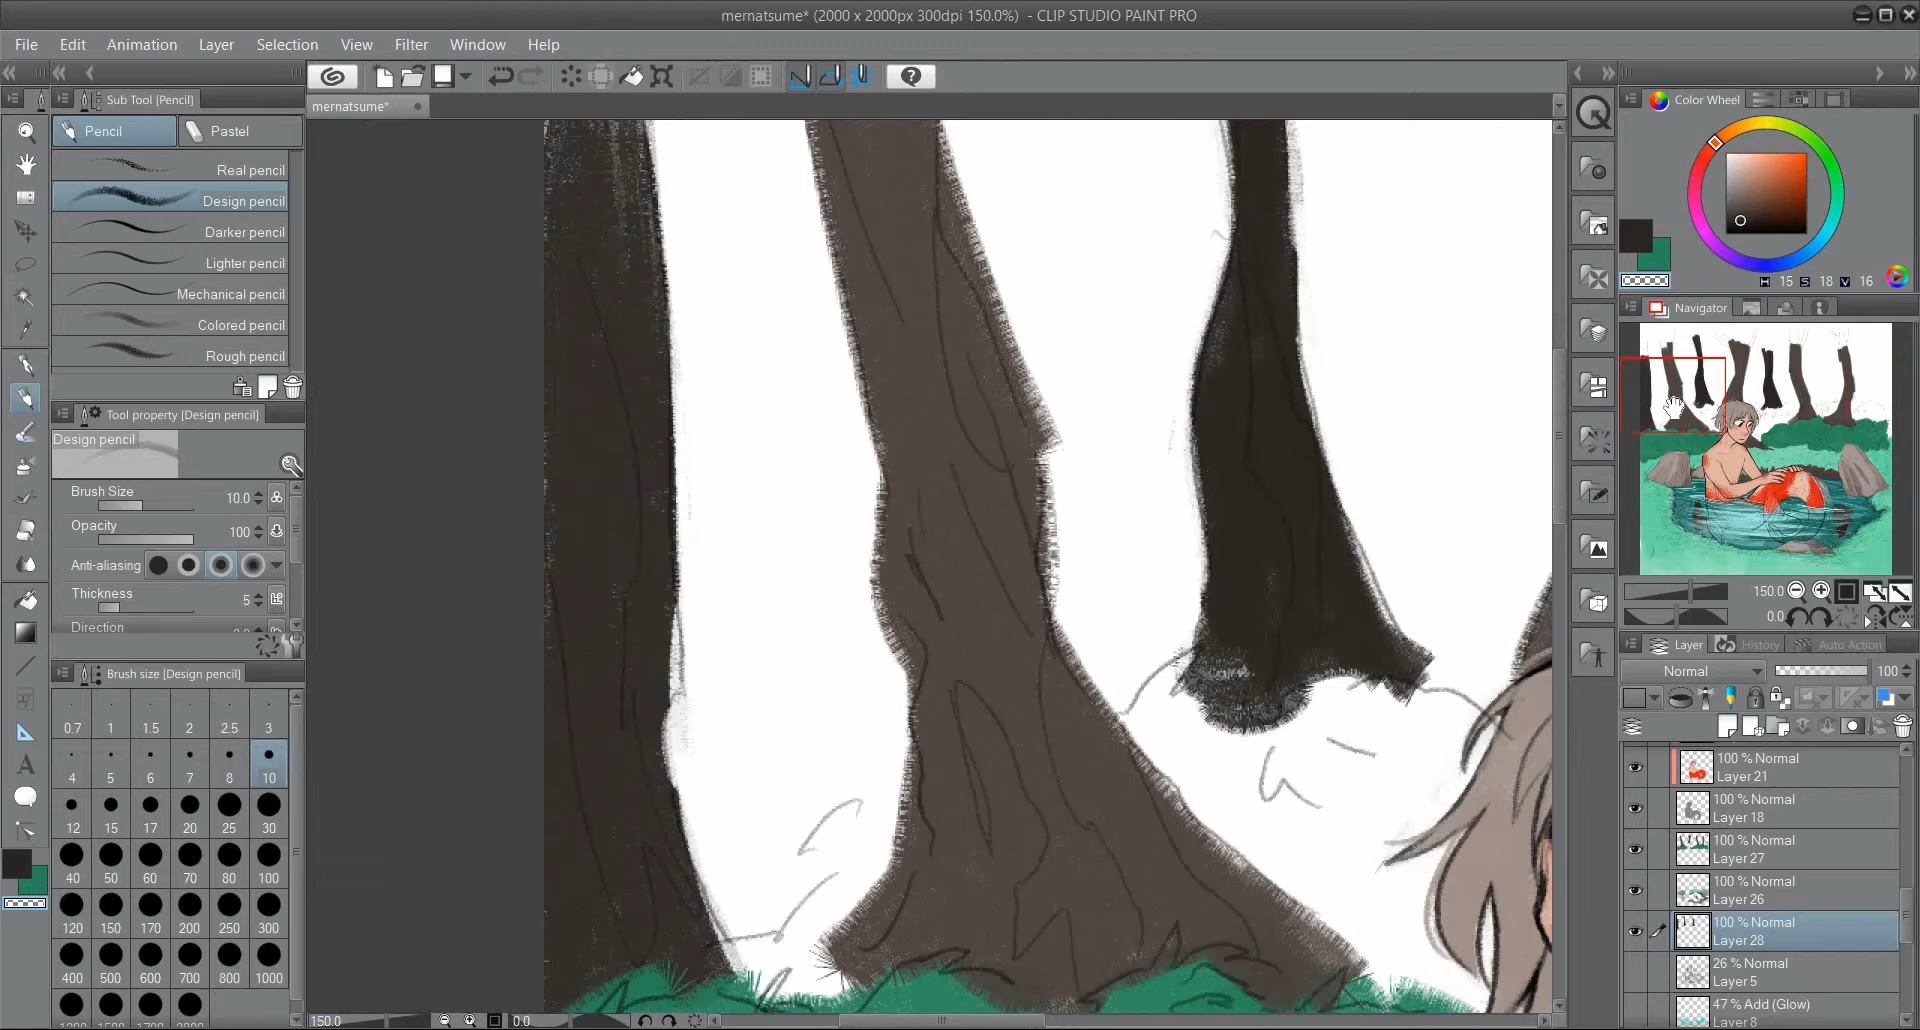 mernatsume* (2000 x 2000px 300dpi 150.0%) - CLIP STUDIO PAINT PRO
File Edit Animation Layer Selection View Filter Window Help
mernatsume*
Sub Tool [Pencil]
Pencil Pastel
Real pencil
Design pencil
Darker pencil
Lighter pencil
Mechanical pencil
Colored pencil
Rough pencil
Tool property [Design pencil]
Design pencil
Brush Size 10.0
Opacity 100
Anti-aliasing
Thickness 5
Direction
Brush size [Design pencil]
0.7 1 1.5 2 2.5 3
4 5 6 7 8 10
12 15 17 20 25 30
40 50 60 70 80 100
120 150 170 200 250 300
400 500 600 700 800 1000
150.0 0.0
Color Wheel
H 15 S 18 V 16
Navigator
150.0
0.0
Layer History Auto Action
Normal 100
100 % Normal
Layer 21
100 % Normal
Layer 18
100 % Normal
Layer 27
100 % Normal
Layer 26
100 % Normal
Layer 28
26 % Normal
Layer 5
47 % Add (Glow)
Layer 8